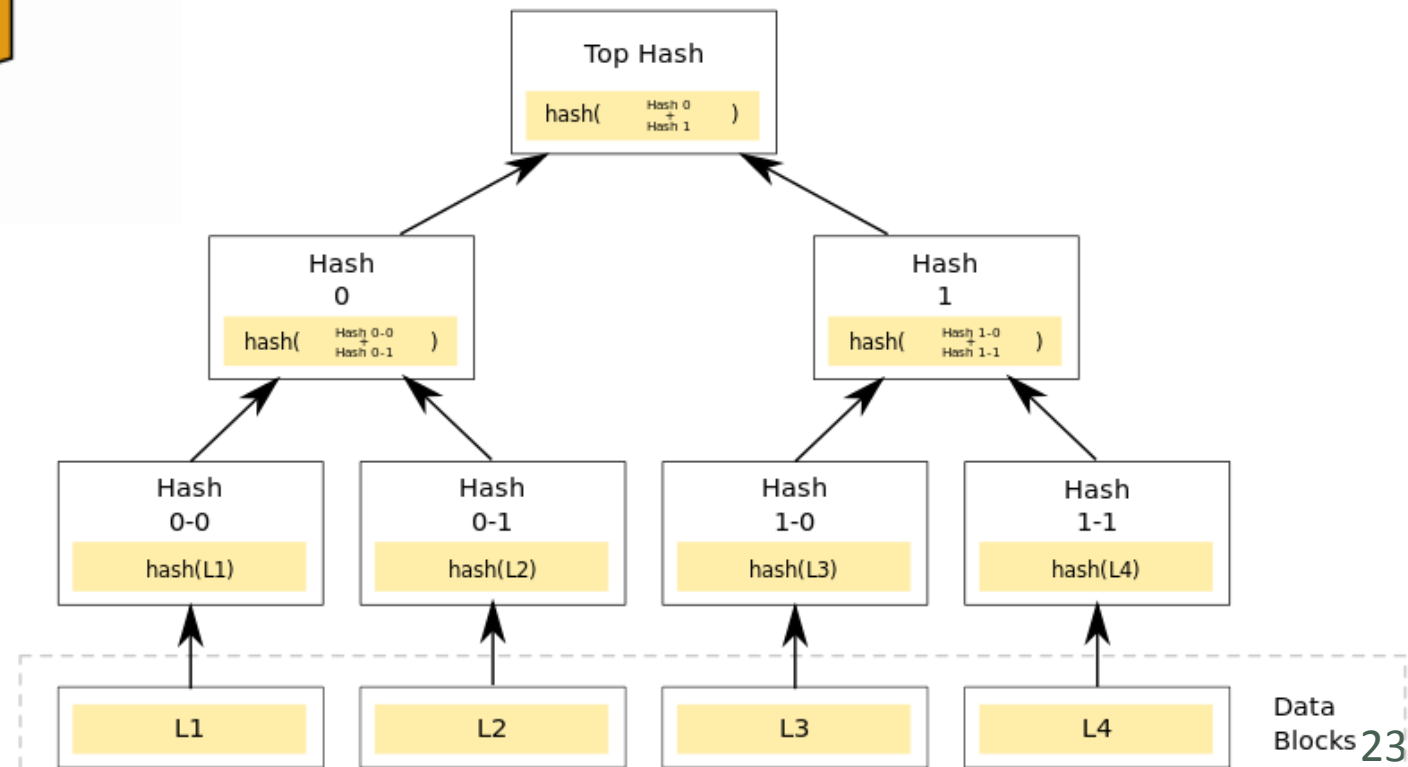 Top Hash
hash( Hash 0 + Hash 1 )
Hash
0
hash( Hash 0-0 + Hash 0-1 )
Hash
1
hash( Hash 1-0 + Hash 1-1 )
Hash
0-0
hash(L1)
Hash
0-1
hash(L2)
Hash
1-0
hash(L3)
Hash
1-1
hash(L4)
L1
L2
L3
L4
Data
Blocks
23